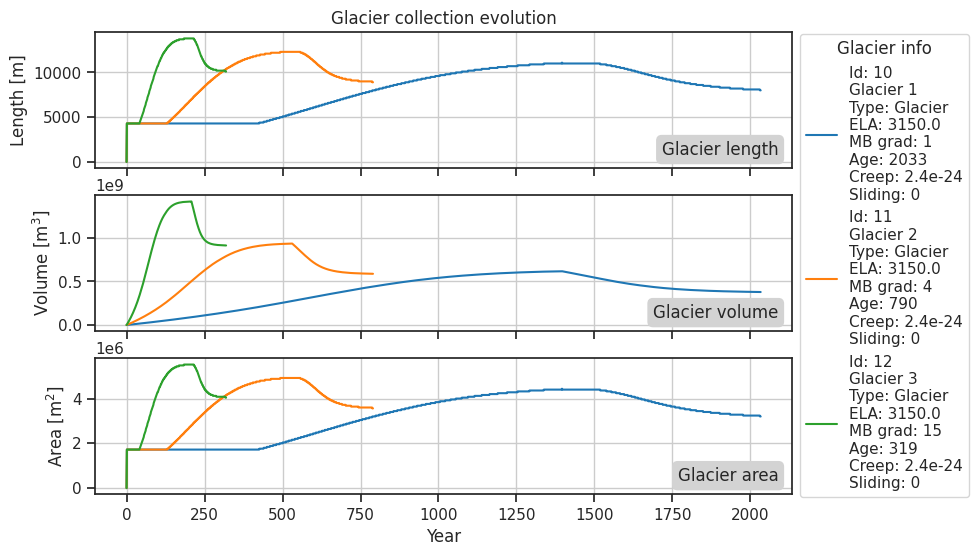 Glacier collection evolution
Length [m]
10000
5000
0
Glacier length
1e9
Volume [m³]
1.0
0.5
0.0
Glacier volume
1e6
Area [m²]
4
2
0
Glacier area
0 250 500 750 1000 1250 1500 1750 2000
Year
Glacier info
Id: 10
Glacier 1
Type: Glacier
ELA: 3150.0
MB grad: 1
Age: 2033
Creep: 2.4e-24
Sliding: 0
Id: 11
Glacier 2
Type: Glacier
ELA: 3150.0
MB grad: 4
Age: 790
Creep: 2.4e-24
Sliding: 0
Id: 12
Glacier 3
Type: Glacier
ELA: 3150.0
MB grad: 15
Age: 319
Creep: 2.4e-24
Sliding: 0